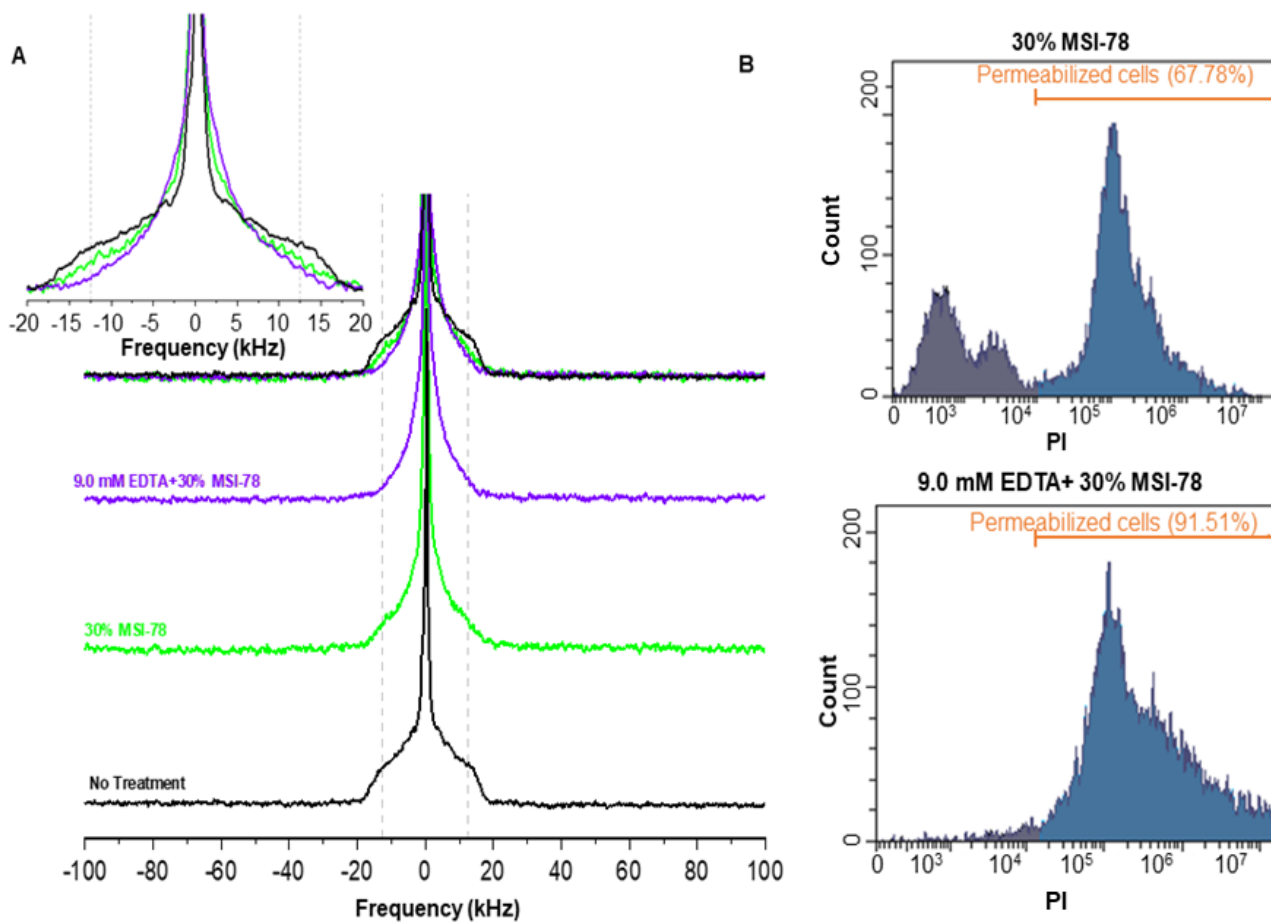 A
-20 -15 -10 -5 0 5 10 15 20
Frequency (kHz)
9.0 mM EDTA+30% MSI-78
30% MSI-78
No Treatment
-100 -80 -60 -40 -20 0 20 40 60 80 100
Frequency (kHz)
B
30% MSI-78
Permeabilized cells (67.78%)
200
100
0
Count
0 10³ 10⁴ 10⁵ 10⁶ 10⁷
PI
9.0 mM EDTA+ 30% MSI-78
Permeabilized cells (91.51%)
200
100
0
Count
0 10³ 10⁴ 10⁵ 10⁶ 10⁷
PI